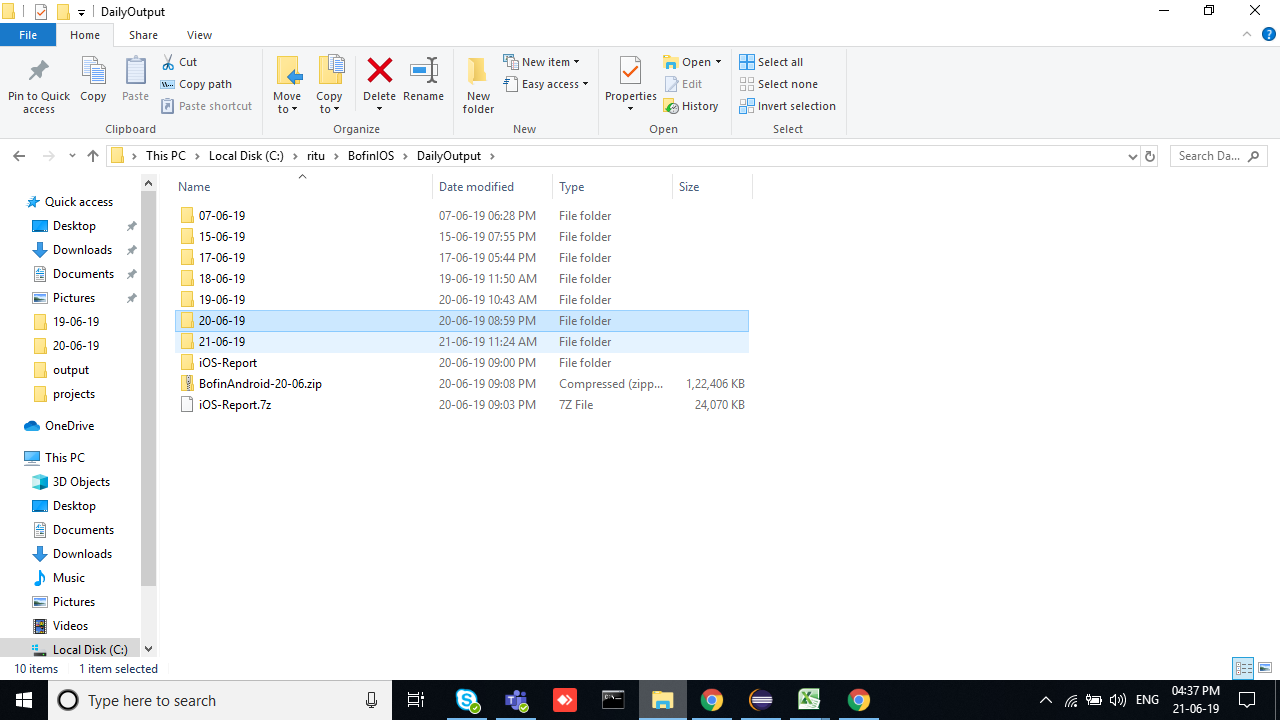 DailyOutput
File Home Share View
Pin to Quick access
Copy
Paste
Cut
Copy path
Paste shortcut
Clipboard
Move to
Copy to
Delete
Rename
Organize
New folder
New item
Easy access
New
Properties
Open
Edit
History
Open
Select all
Select none
Invert selection
Select
This PC > Local Disk (C:) > ritu > BofinIOS > DailyOutput >
Search Da...
Quick access
Desktop
Downloads
Documents
Pictures
19-06-19
20-06-19
output
projects
OneDrive
This PC
3D Objects
Desktop
Documents
Downloads
Music
Pictures
Videos
Local Disk (C:)
Name Date modified Type Size
07-06-19 07-06-19 06:28 PM File folder
15-06-19 15-06-19 07:55 PM File folder
17-06-19 17-06-19 05:44 PM File folder
18-06-19 19-06-19 11:50 AM File folder
19-06-19 20-06-19 10:43 AM File folder
20-06-19 20-06-19 08:59 PM File folder
21-06-19 21-06-19 11:24 AM File folder
iOS-Report 20-06-19 09:00 PM File folder
BofinAndroid-20-06.zip 20-06-19 09:08 PM Compressed (zipp... 1,22,406 KB
iOS-Report.7z 20-06-19 09:03 PM 7Z File 24,070 KB
10 items 1 item selected
Type here to search
ENG
04:37 PM
21-06-19